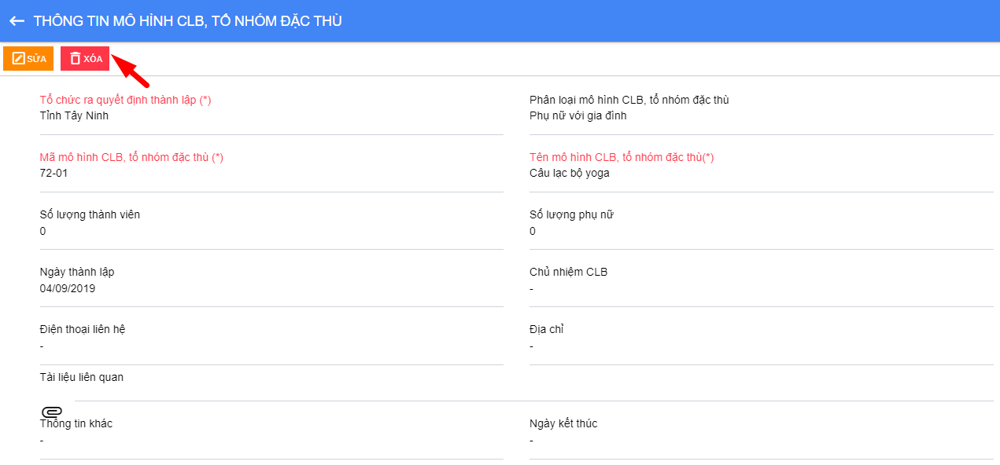 THÔNG TIN MÔ HÌNH CLB, TỔ NHÓM ĐẶC THÙ
SỬA XÓA
Tổ chức ra quyết định thành lập (*)
Tỉnh Tây Ninh
Phân loại mô hình CLB, tổ nhóm đặc thù
Phụ nữ với gia đình
Mã mô hình CLB, tổ nhóm đặc thù (*)
72-01
Tên mô hình CLB, tổ nhóm đặc thù(*)
Câu lạc bộ yoga
Số lượng thành viên
0
Số lượng phụ nữ
0
Ngày thành lập
04/09/2019
Chủ nhiệm CLB
-
Điện thoại liên hệ
-
Địa chỉ
-
Tài liệu liên quan
Thông tin khác
-
Ngày kết thúc
-